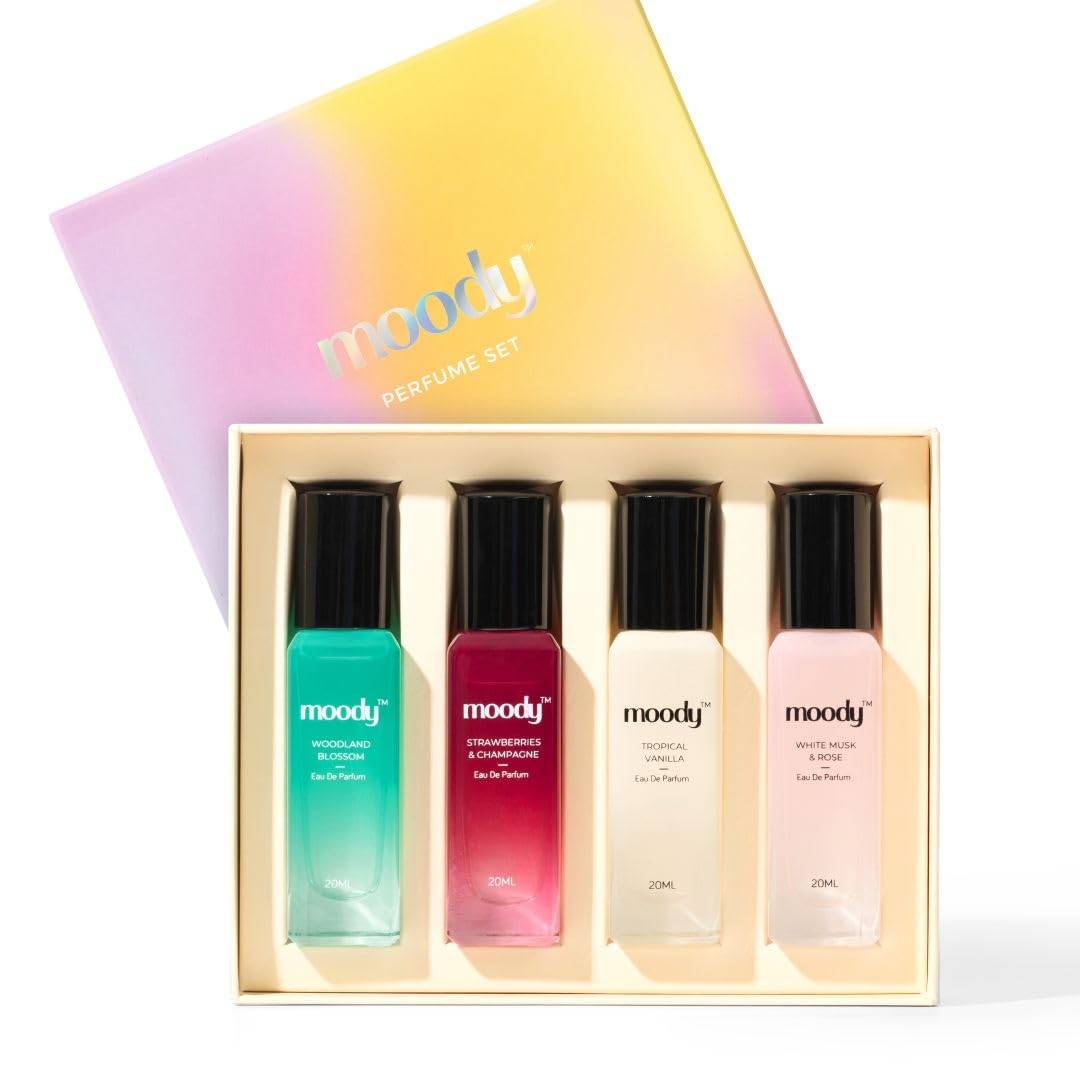 moody™
PERFUME SET
moody™
WOODLAND
BLOSSOM
Eau De Parfum
20ML
moody™
STRAWBERRIES
& CHAMPAGNE
Eau De Parfum
20ML
moody™
TROPICAL
VANILLA
Eau De Parfum
20ML
moody™
WHITE MUSK
& ROSE
Eau De Parfum
20ML